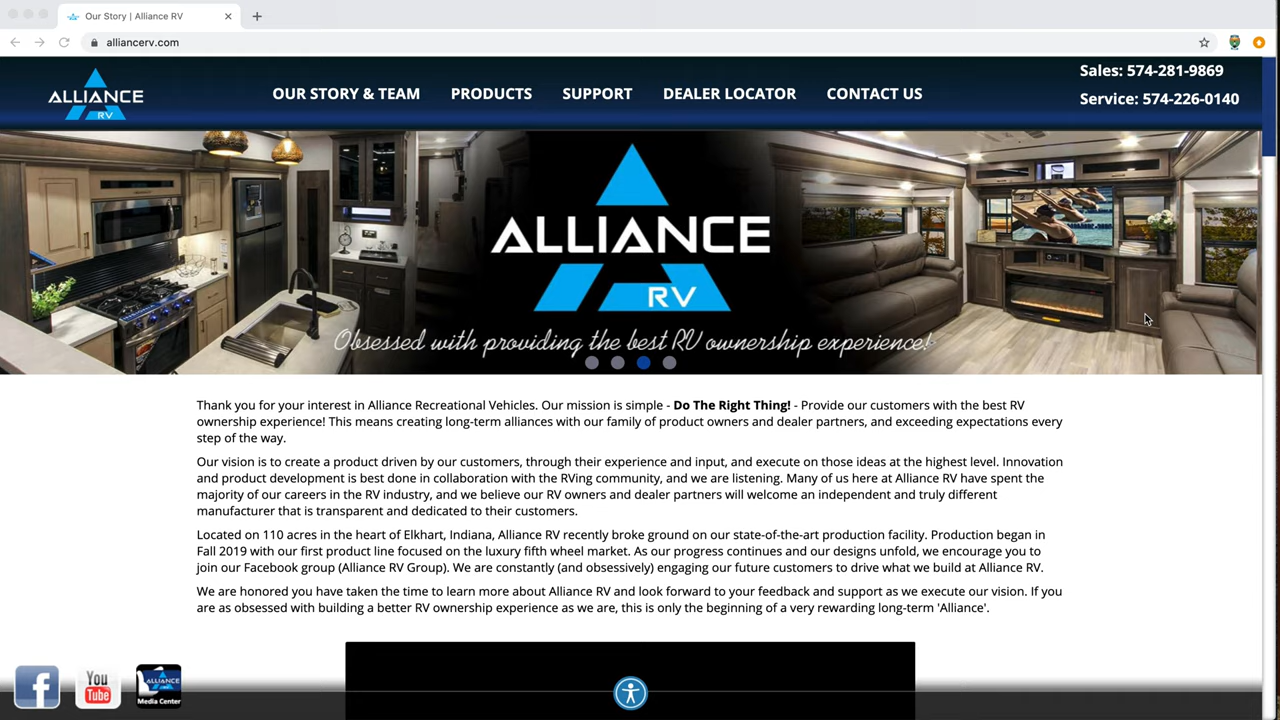 Our Story | Alliance RV
alliancerv.com
ALLIANCE
RV
OUR STORY & TEAM
PRODUCTS
SUPPORT
DEALER LOCATOR
CONTACT US
Sales: 574-281-9869
Service: 574-226-0140
ALLIANCE
RV
Obsessed with providing the best RV ownership experience!
Thank you for your interest in Alliance Recreational Vehicles. Our mission is simple - Do The Right Thing! - Provide our customers with the best RV
ownership experience! This means creating long-term alliances with our family of product owners and dealer partners, and exceeding expectations every
step of the way.
Our vision is to create a product driven by our customers, through their experience and input, and execute on those ideas at the highest level. Innovation
and product development is best done in collaboration with the RVing community, and we are listening. Many of us here at Alliance RV have spent the
majority of our careers in the RV industry, and we believe our RV owners and dealer partners will welcome an independent and truly different
manufacturer that is transparent and dedicated to their customers.
Located on 110 acres in the heart of Elkhart, Indiana, Alliance RV recently broke ground on our state-of-the-art production facility. Production began in
Fall 2019 with our first product line focused on the luxury fifth wheel market. As our progress continues and our designs unfold, we encourage you to
join our Facebook group (Alliance RV Group). We are constantly (and obsessively) engaging our future customers to drive what we build at Alliance RV.
We are honored you have taken the time to learn more about Alliance RV and look forward to your feedback and support as we execute our vision. If you
are as obsessed with building a better RV ownership experience as we are, this is only the beginning of a very rewarding long-term 'Alliance'.
f
You
Tube
ALLIANCE
Media Center